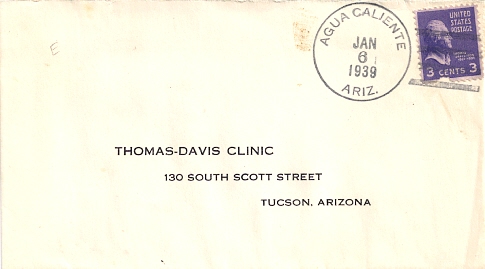 E
AGUA CALIENTE
JAN
6
1939
ARIZ.
UNITED
STATES
POSTAGE
3 CENTS 3
THOMAS-DAVIS CLINIC
130 SOUTH SCOTT STREET
TUCSON, ARIZONA